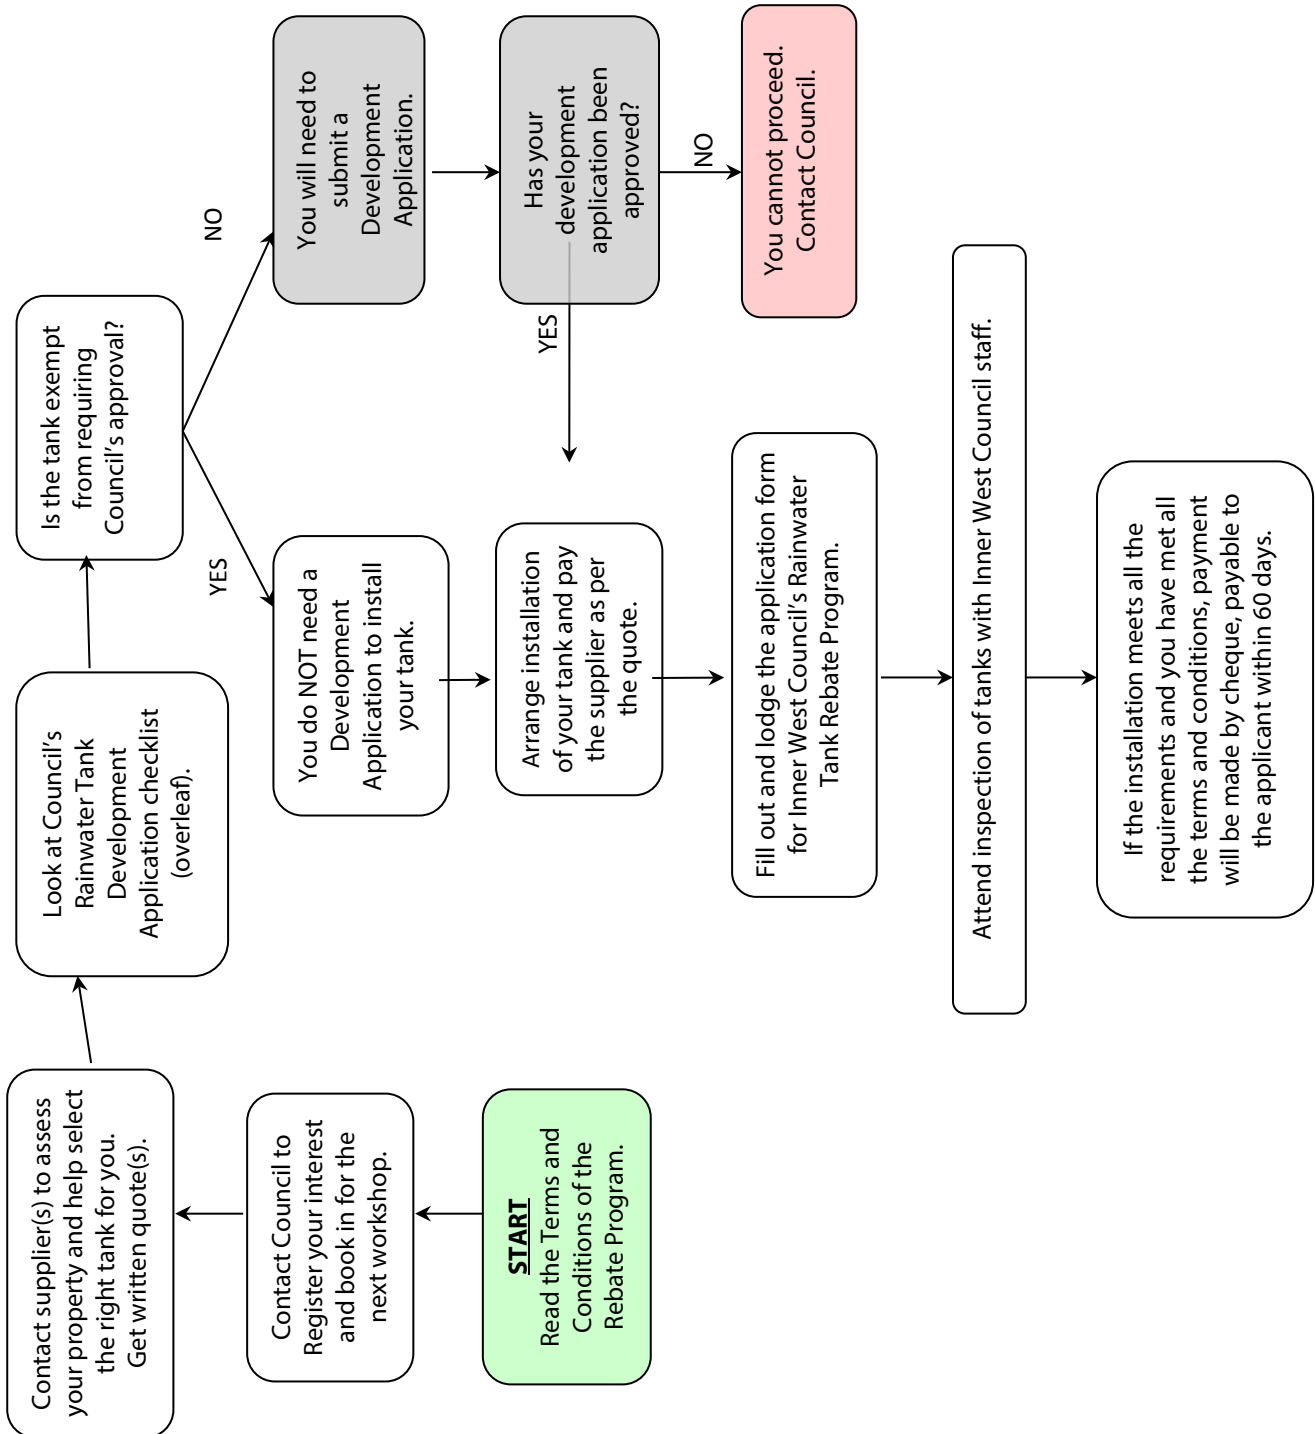 START
Read the Terms and
Conditions of the
Rebate Program.
Contact Council to
Register your interest
and book in for the
next workshop.
Contact supplier(s) to assess
your property and help select
the right tank for you.
Get written quote(s).
Look at Council's
Rainwater Tank
Development
Application checklist
(overleaf).
Is the tank exempt
from requiring
Council's approval?
YES
NO
You do NOT need a
Development
Application to install
your tank.
You will need to
submit a
Development
Application.
Has your
development
application been
approved?
YES
NO
You cannot proceed.
Contact Council.
Arrange installation
of your tank and pay
the supplier as per
the quote.
Fill out and lodge the application form
for Inner West Council's Rainwater
Tank Rebate Program.
Attend inspection of tanks with Inner West Council staff.
If the installation meets all the
requirements and you have met all
the terms and conditions, payment
will be made by cheque, payable to
the applicant within 60 days.